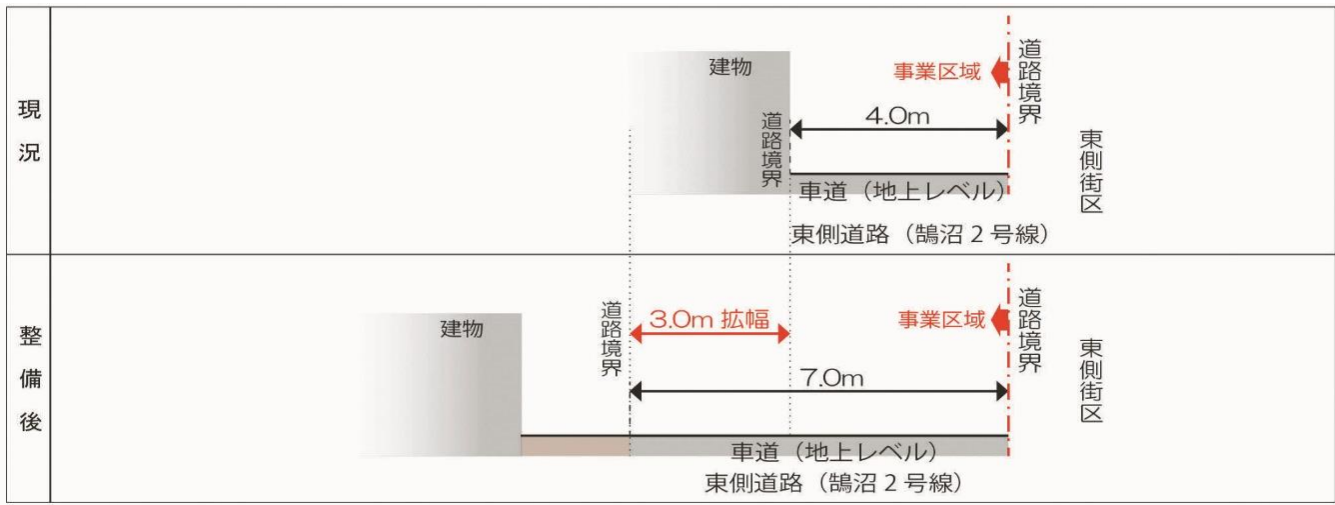 現況
建物
事業区域
道路境界
4.0m
道路境界
東側街区
車道（地上レベル）
東側道路（鵠沼２号線）
整備後
建物
道路境界
3.0m 拡幅
事業区域
道路境界
7.0m
東側街区
車道（地上レベル）
東側道路（鵠沼２号線）